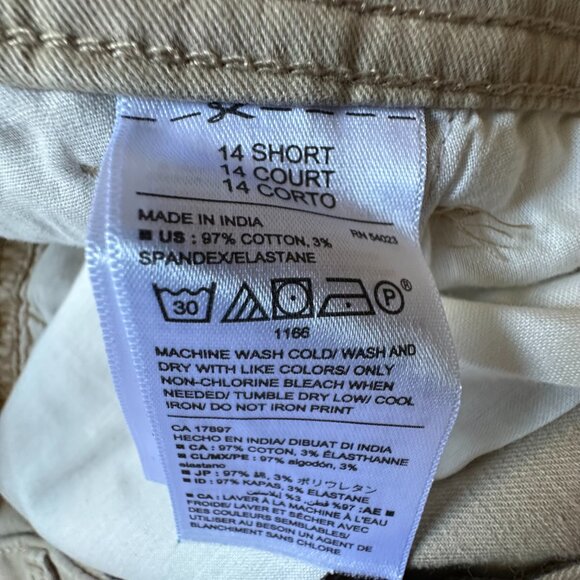 14 SHORT
14 COURT
14 CORTO
MADE IN INDIA RN 54023
■ US : 97% COTTON, 3%
SPANDEX/ELASTANE
30 P ®
1166
MACHINE WASH COLD/ WASH AND
DRY WITH LIKE COLORS/ ONLY
NON-CHLORINE BLEACH WHEN
NEEDED/ TUMBLE DRY LOW/ COOL
IRON/ DO NOT IRON PRINT
CA 17897
HECHO EN INDIA/ DIBUAT DI INDIA
■ CA : 97% COTON, 3% ÉLASTHANNE
■ CL/MX/PE : 97% algodón, 3%
elastano
■ JP : 97% 綿, 3% ポリウレタン
■ ID : 97% KAPAS, 3% ELASTANE
■ AE: 97% قطن, 3% إيلاستين
■ CA : LAVER À LA MACHINE À L'EAU
FROIDE/ LAVER ET SÉCHER AVEC
DES COULEURS SEMBLABLES/
AU BESOIN UTILISER UN AGENT DE
BLANCHIMENT SANS CHLORE